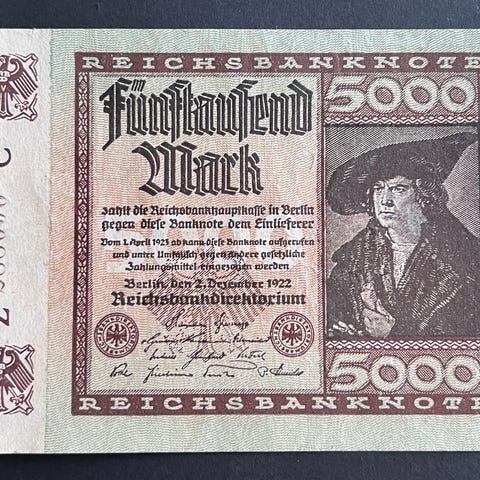 REICHSBANKNOTE
5000
Fünftausend
Mark
zahlt die Reichsbankhauptkasse in Berlin
gegen diese Banknote dem Einlieferer
Vom 1. April 1923 ab kann diese Banknote aufgerufen
und unter Umtausch gegen andere gesetzliche
Zahlungsmittel eingezogen werden
Berlin, den 2. Dezember 1922
Reichsbankdirektorium
5000
REICHSBANKNOTE